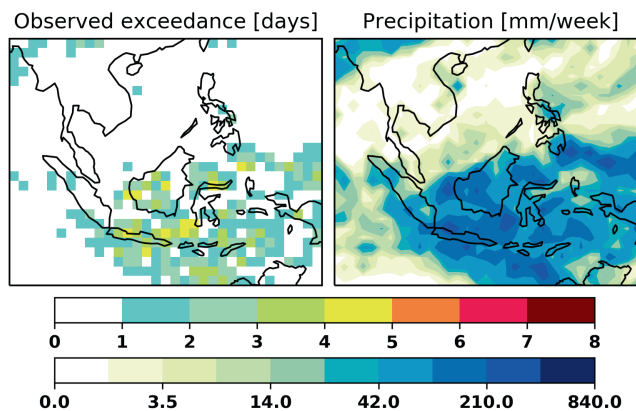 Observed exceedance [days]
Precipitation [mm/week]
0 1 2 3 4 5 6 7 8
0.0 3.5 14.0 42.0 210.0 840.0